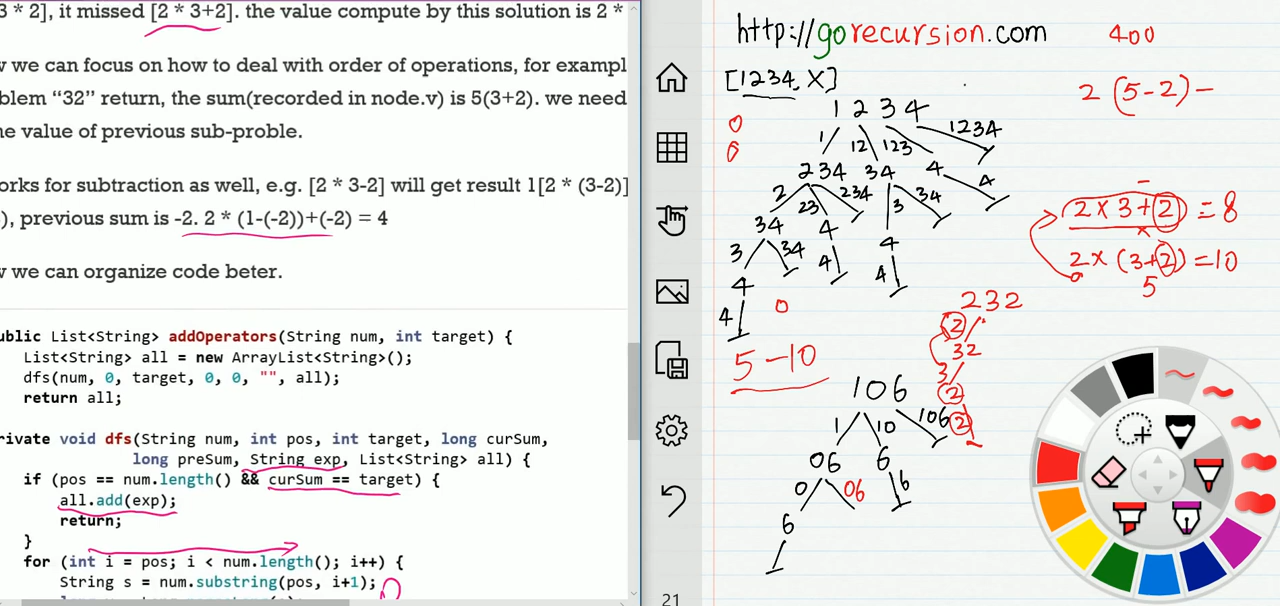 3 * 2], it missed [2 * 3+2]. the value compute by this solution is 2 *
w we can focus on how to deal with order of operations, for exampl
blem “32” return, the sum(recorded in node.v) is 5(3+2). we need
he value of previous sub-proble.
orks for subtraction as well, e.g. [2 * 3-2] will get result 1[2 * (3-2)]
), previous sum is -2. 2 * (1-(-2))+(-2) = 4
w we can organize code beter.
ublic List<String> addOperators(String num, int target) {
List<String> all = new ArrayList<String>();
dfs(num, 0, target, 0, 0, "", all);
return all;
rivate void dfs(String num, int pos, int target, long curSum,
long preSum, String exp, List<String> all) {
if (pos == num.length() && curSum == target) {
all.add(exp);
return;
}
for (int i = pos; i < num.length(); i++) {
String s = num.substring(pos, i+1);
http://gorecursion.com
400
[1234, X]
2 (5-2) -
1 2 3 4
0
1 12 123 1234
0
234 34 4
2 23 234 3 34 4
34 4 4
3 34 4 4
4
4
0
2 × 3 + 2 = 8
2 × (3+2) = 10
5
232
2
32
3
2
2
5 - 10
106
1 10 106
06 6
0 06 6
6
21